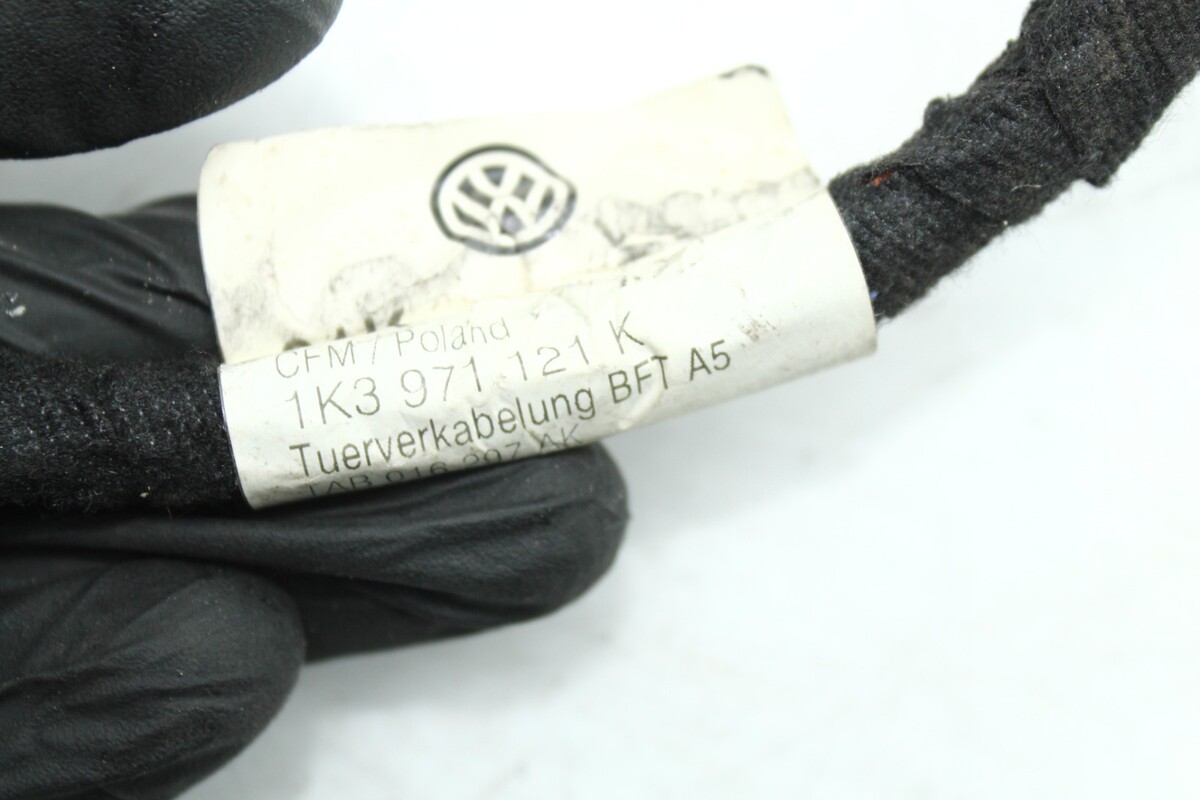 CFM / Poland
1K3 971 121 K
Tuerverkabelung BFT A5